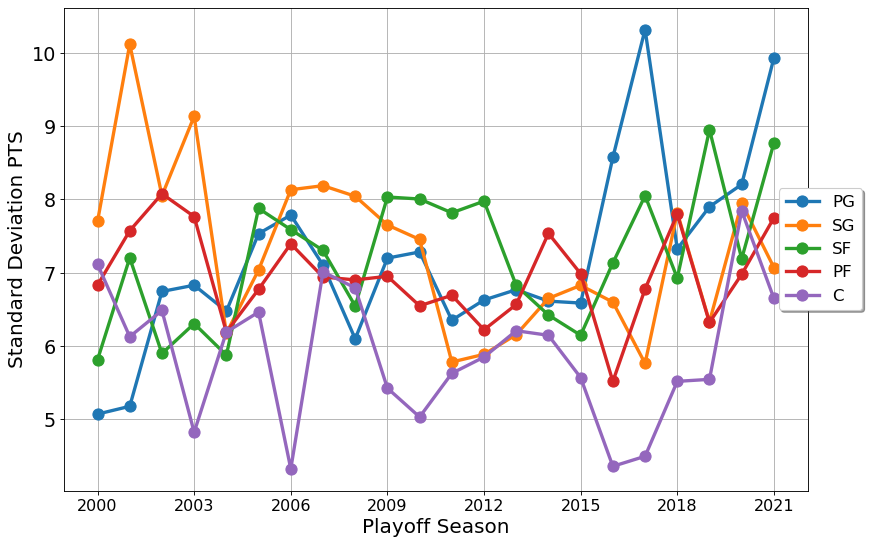 Standard Deviation PTS
10
9
8
7
6
5
2000 2003 2006 2009 2012 2015 2018 2021
Playoff Season
PG
SG
SF
PF
C